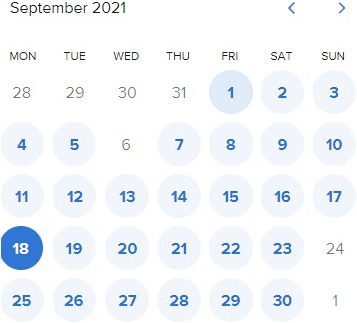 September 2021
MON TUE WED THU FRI SAT SUN
28 29 30 31 1 2 3
4 5 6 7 8 9 10
11 12 13 14 15 16 17
18 19 20 21 22 23 24
25 26 27 28 29 30 1